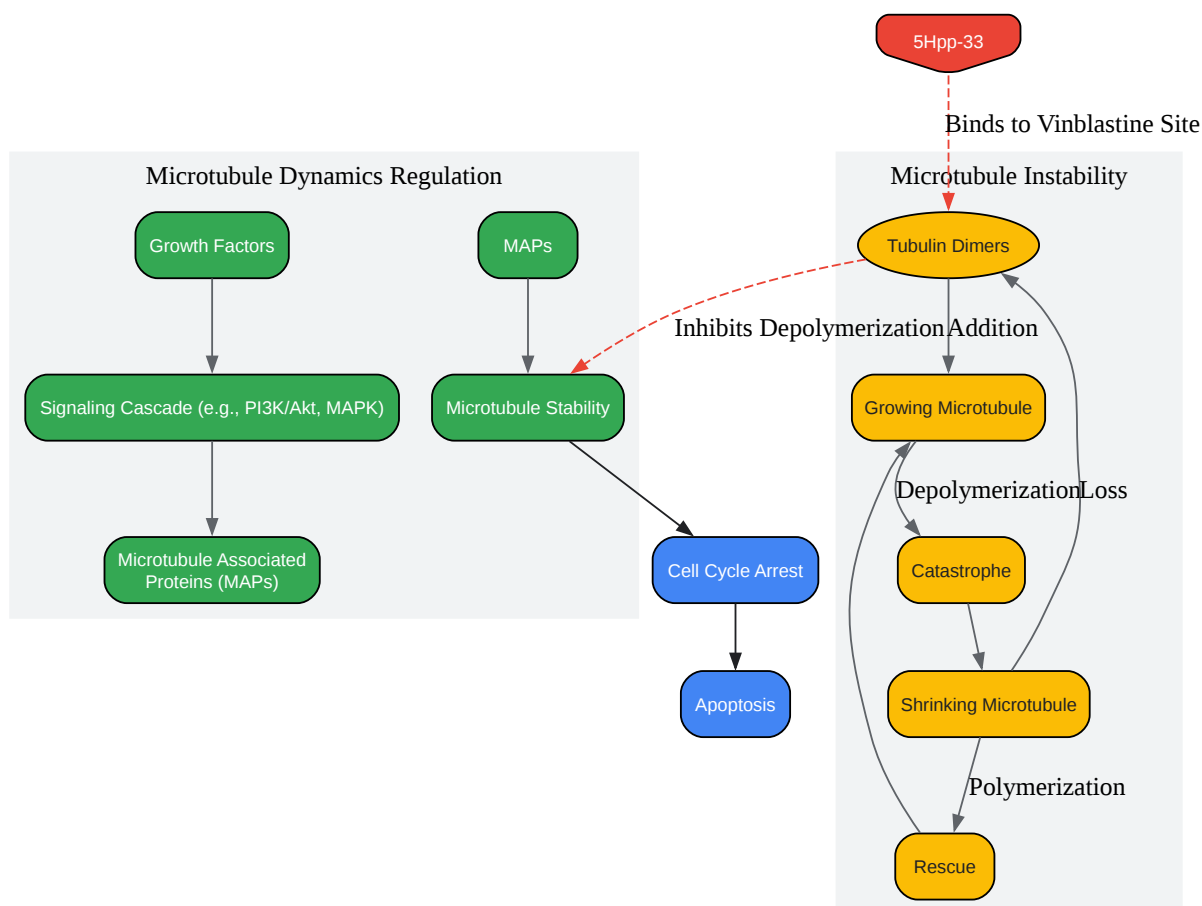 5Hpp-33
Binds to Vinblastine Site
Microtubule Dynamics Regulation
Microtubule Instability
Growth Factors
MAPs
Tubulin Dimers
Inhibits Depolymerization
Addition
Signaling Cascade (e.g., PI3K/Akt, MAPK)
Microtubule Stability
Growing Microtubule
Depolymerization
Loss
Microtubule Associated
Proteins (MAPs)
Cell Cycle Arrest
Catastrophe
Apoptosis
Shrinking Microtubule
Polymerization
Rescue